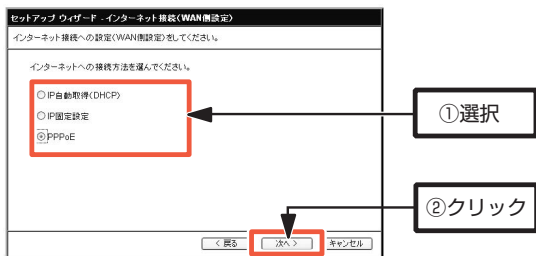 セットアップ ウィザード - インターネット接続(WAN側設定)
インターネット接続への設定(WAN側設定)をしてください。
インターネットへの接続方法を選んでください。
IP自動取得(DHCP)
IP固定設定
PPPoE
①選択
②クリック
< 戻る
次へ >
キャンセル